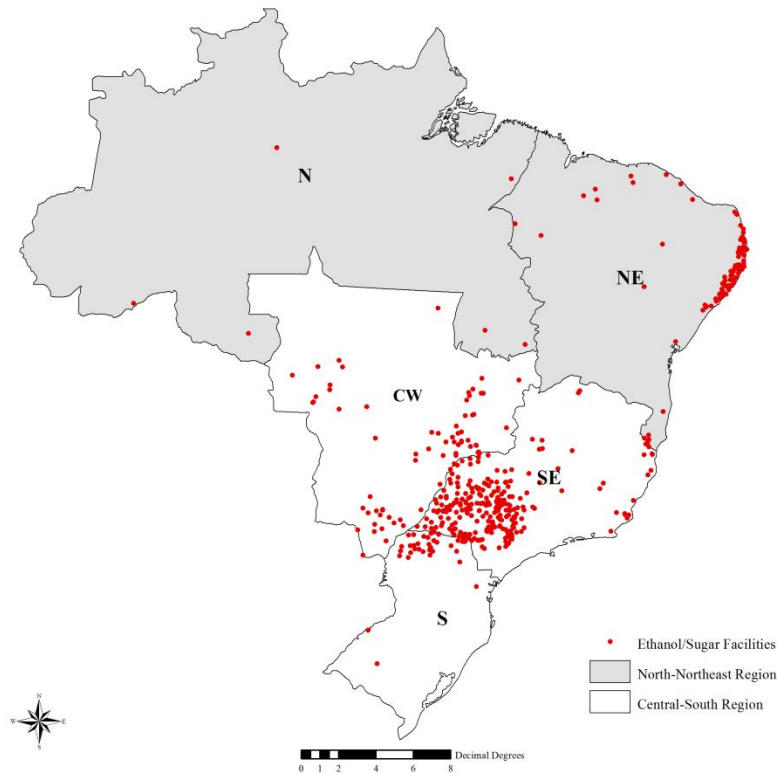 N
NE
CW
SE
S
Ethanol/Sugar Facilities
North-Northeast Region
Central-South Region
N
W
E
S
Decimal Degrees
0 1 2 4 6 8